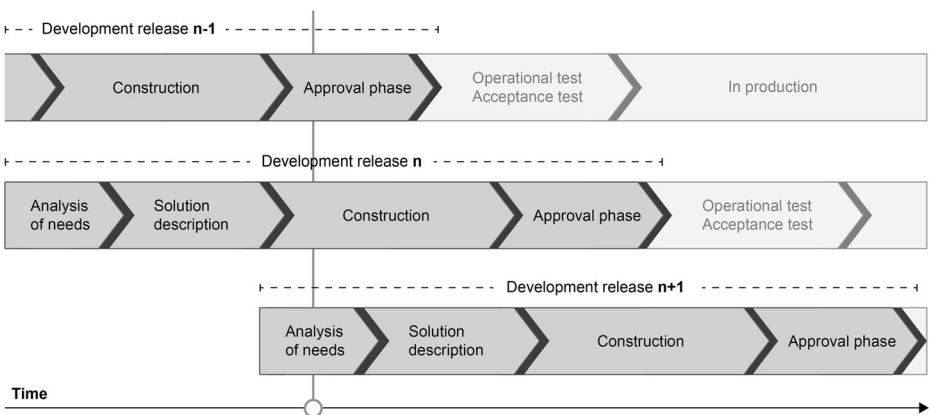 Development release n-1
Construction
Approval phase
Operational test
Acceptance test
In production
Development release n
Analysis
of needs
Solution
description
Construction
Approval phase
Operational test
Acceptance test
Development release n+1
Analysis
of needs
Solution
description
Construction
Approval phase
Time